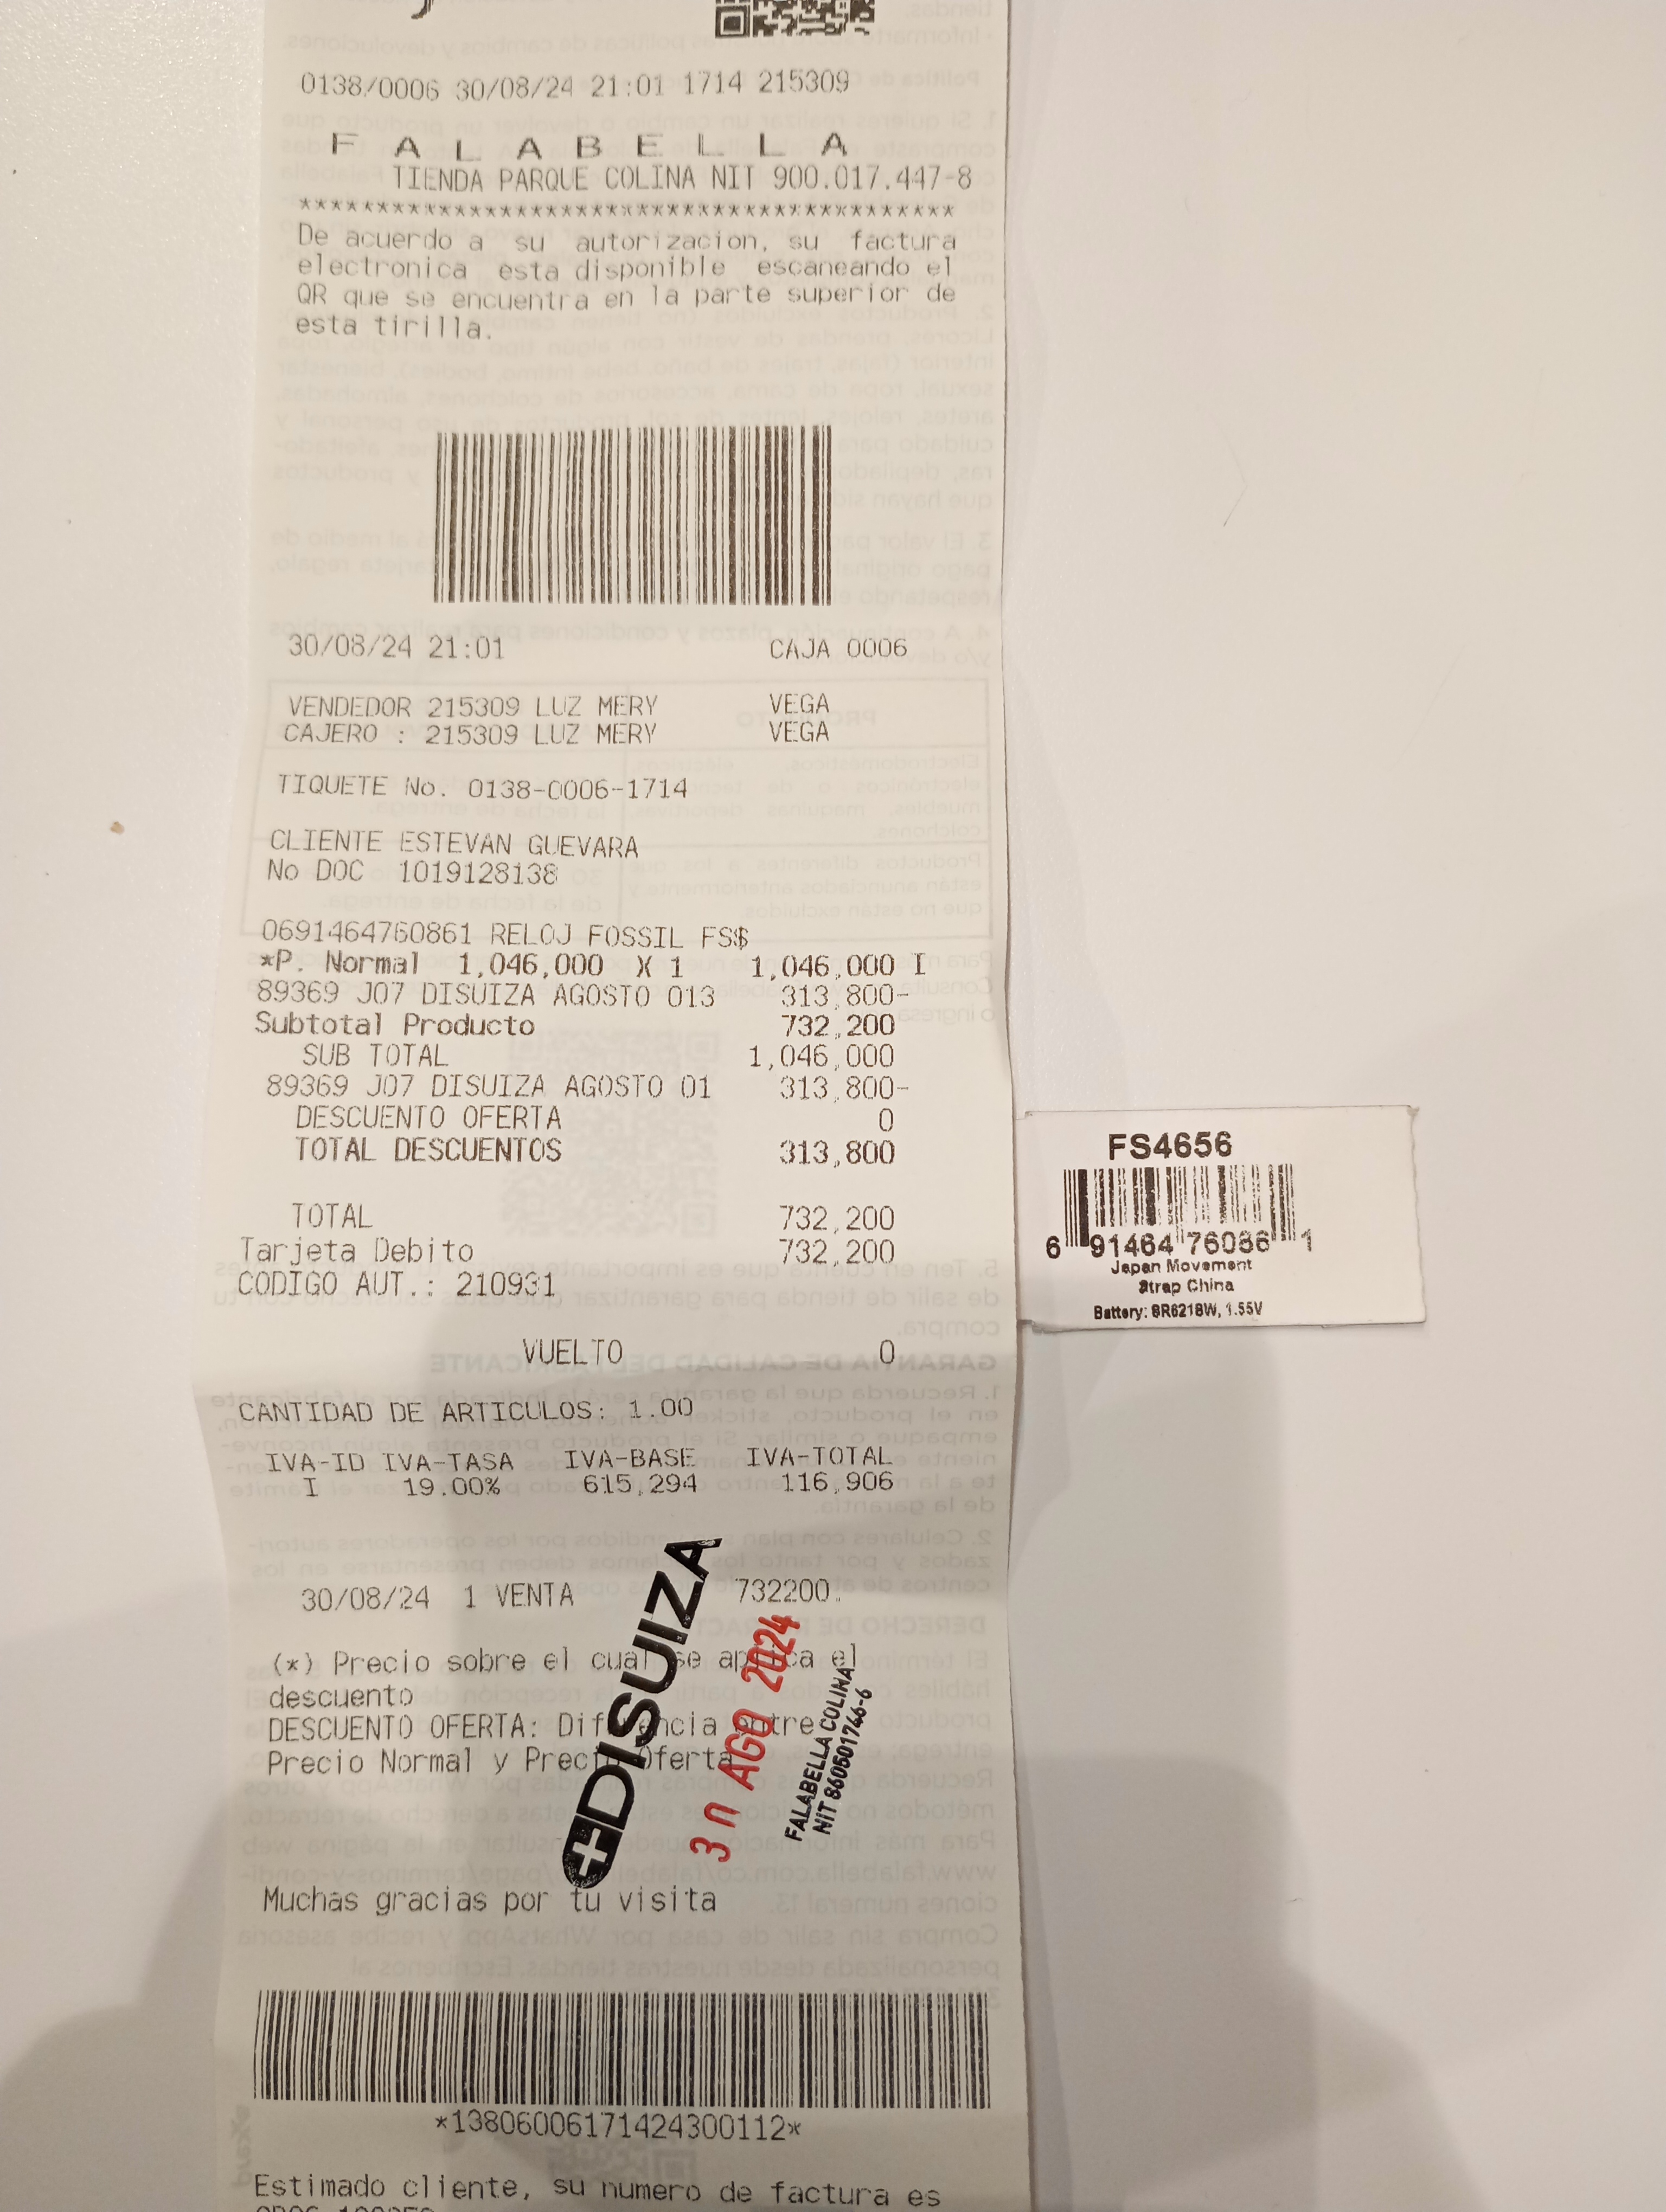 0138/0006 30/08/24 21:01 1714 215309
F A L A B E L L A
TIENDA PARQUE COLINA NIT 900.017.447-8
*******************************************
De acuerdo a su autorizacion, su factura
electronica esta disponible escaneando el
QR que se encuentra en la parte superior de
esta tirilla.
30/08/24 21:01 CAJA 0006
VENDEDOR 215309 LUZ MERY VEGA
CAJERO : 215309 LUZ MERY VEGA
TIQUETE No. 0138-0006-1714
CLIENTE ESTEVAN GUEVARA
No DOC 1019128138
0691464760861 RELOJ FOSSIL FS$
*P. Normal 1,046,000 X 1 1,046,000 I
89369 J07 DISUIZA AGOSTO 013 313,800-
Subtotal Producto 732,200
SUB TOTAL 1,046,000
89369 J07 DISUIZA AGOSTO 01 313,800-
DESCUENTO OFERTA 0
TOTAL DESCUENTOS 313,800
TOTAL 732,200
Tarjeta Debito 732,200
CODIGO AUT.: 210931
VUELTO 0
CANTIDAD DE ARTICULOS: 1.00
IVA-ID IVA-TASA IVA-BASE IVA-TOTAL
I 19.00% 615,294 116,906
30/08/24 1 VENTA 732200.
(*) Precio sobre el cual se aplica el
descuento
DESCUENTO OFERTA: Diferencia entre
Precio Normal y Precio Oferta
DISUIZA
30 AGO 2024
FALABELLA COLINA
NIT 860501746-6
Muchas gracias por tu visita
*13806006171424300112*
Estimado cliente, su numero de factura es
FS4656
6 91464 76086 1
Japan Movement
Strap China
Battery: SR621SW, 1.55V